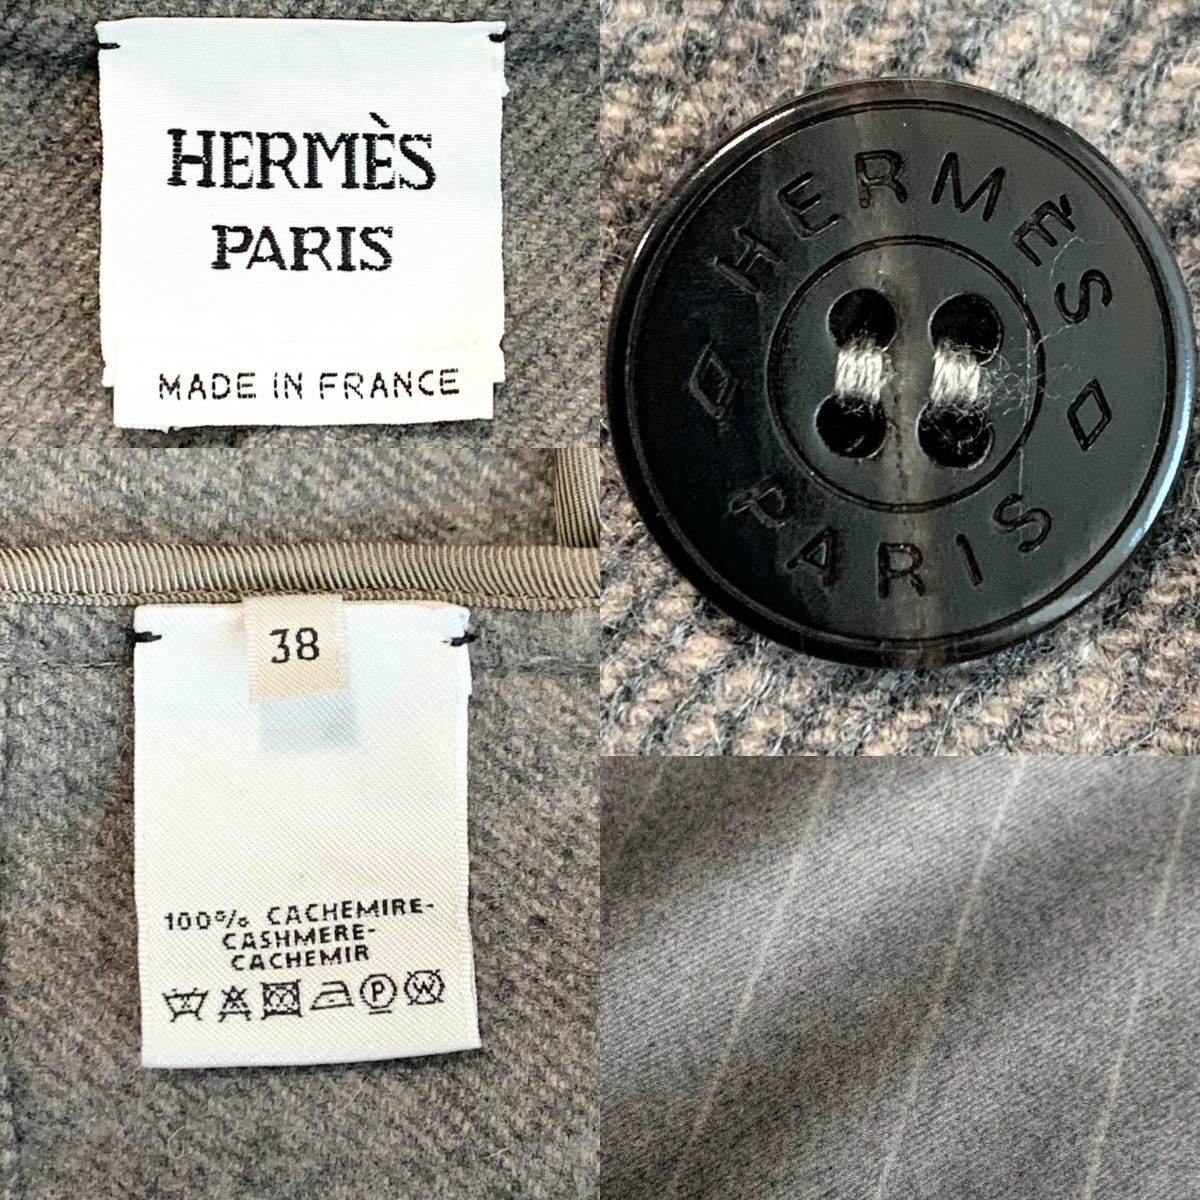 HERMÈS
PARIS
MADE IN FRANCE
HERMÈS
PARIS
38
100% CACHEMIRE-
CASHMERE-
CACHEMIR
P W